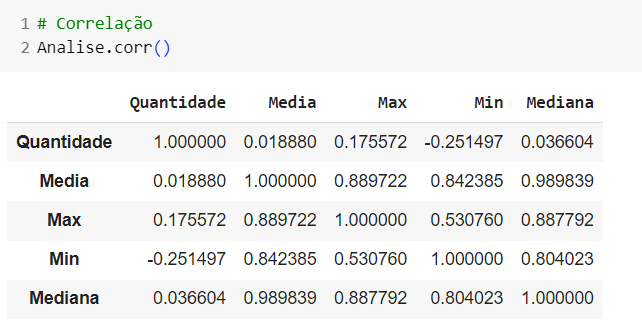 1 # Correlação
2 Analise.corr()
Quantidade Media Max Min Mediana
Quantidade 1.000000 0.018880 0.175572 -0.251497 0.036604
Media 0.018880 1.000000 0.889722 0.842385 0.989839
Max 0.175572 0.889722 1.000000 0.530760 0.887792
Min -0.251497 0.842385 0.530760 1.000000 0.804023
Mediana 0.036604 0.989839 0.887792 0.804023 1.000000